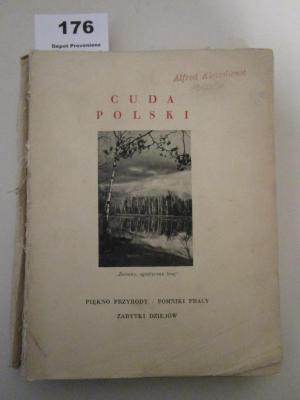 176
Depot Provenienz
CUDA
POLSKI
PIĘKNO PRZYRODY / POMNIKI PRACY
ZABYTKI DZIEJÓW